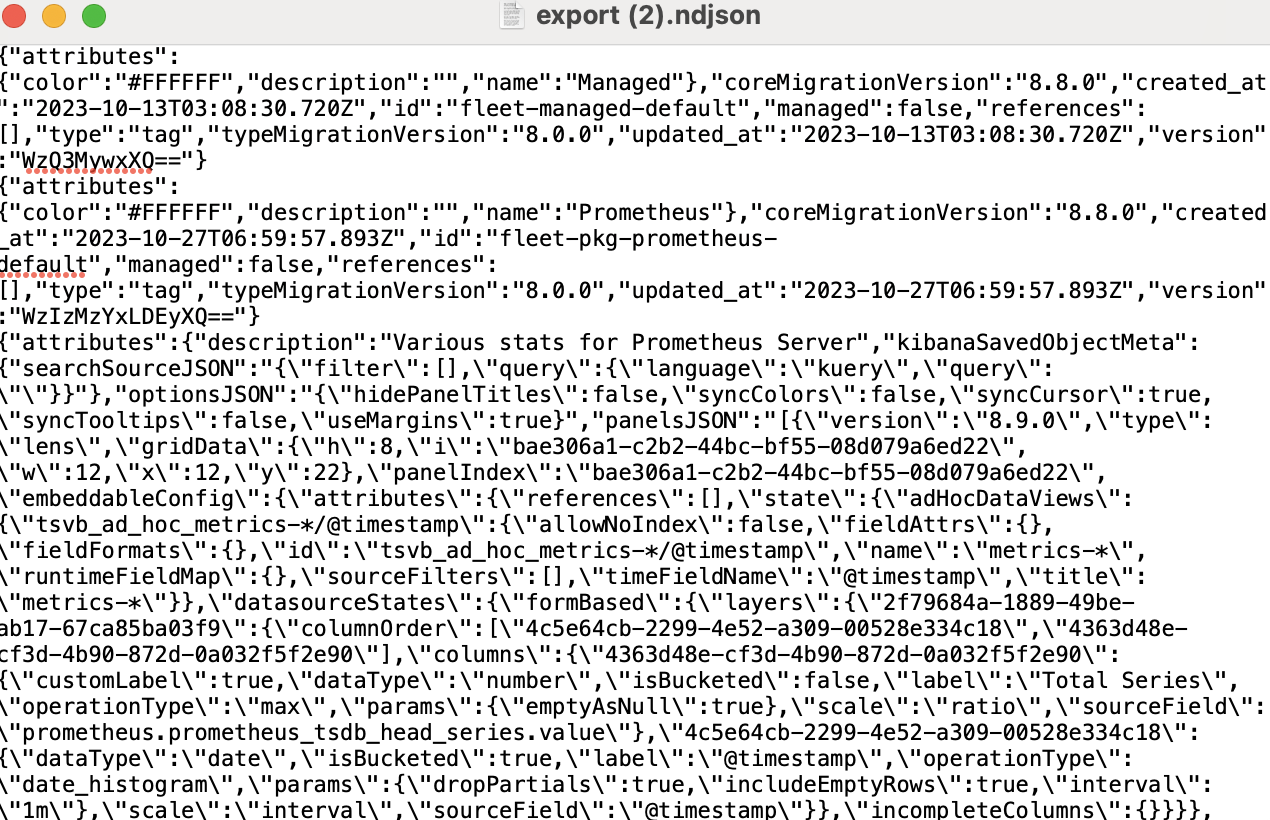 export (2).ndjson
{"attributes":
{"color":"#FFFFFF","description":"","name":"Managed"},"coreMigrationVersion":"8.8.0","created_at
":"2023-10-13T03:08:30.720Z","id":"fleet-managed-default","managed":false,"references":
[],"type":"tag","typeMigrationVersion":"8.0.0","updated_at":"2023-10-13T03:08:30.720Z","version"
:"WzQ3MywxXQ=="}
{"attributes":
{"color":"#FFFFFF","description":"","name":"Prometheus"},"coreMigrationVersion":"8.8.0","created
_at":"2023-10-27T06:59:57.893Z","id":"fleet-pkg-prometheus-
default","managed":false,"references":
[],"type":"tag","typeMigrationVersion":"8.0.0","updated_at":"2023-10-27T06:59:57.893Z","version"
:"WzIzMzYxLDEyXQ=="}
{"attributes":{"description":"Various stats for Prometheus Server","kibanaSavedObjectMeta":
{"searchSourceJSON":"{\"filter\":[],\"query\":{\"language\":\"kuery\",\"query\":
\"\"}}"},"optionsJSON":"{\"hidePanelTitles\":false,\"syncColors\":false,\"syncCursor\":true,
\"syncTooltips\":false,\"useMargins\":true}","panelsJSON":"[{\"version\":\"8.9.0\",\"type\":
\"lens\",\"gridData\":{\"h\":8,\"i\":\"bae306a1-c2b2-44bc-bf55-08d079a6ed22\",
\"w\":12,\"x\":12,\"y\":22},\"panelIndex\":\"bae306a1-c2b2-44bc-bf55-08d079a6ed22\",
\"embeddableConfig\":{\"attributes\":{\"references\":[],\"state\":{\"adHocDataViews\":
{\"tsvb_ad_hoc_metrics-*/@timestamp\":{\"allowNoIndex\":false,\"fieldAttrs\":{},
\"fieldFormats\":{},\"id\":\"tsvb_ad_hoc_metrics-*/@timestamp\",\"name\":\"metrics-*\",
\"runtimeFieldMap\":{},\"sourceFilters\":[],\"timeFieldName\":\"@timestamp\",\"title\":
\"metrics-*\"}},\"datasourceStates\":{\"formBased\":{\"layers\":{\"2f79684a-1889-49be-
ab17-67ca85ba03f9\":{\"columnOrder\":[\"4c5e64cb-2299-4e52-a309-00528e334c18\",\"4363d48e-
cf3d-4b90-872d-0a032f5f2e90\"],\"columns\":{\"4363d48e-cf3d-4b90-872d-0a032f5f2e90\":
{\"customLabel\":true,\"dataType\":\"number\",\"isBucketed\":false,\"label\":\"Total Series\",
\"operationType\":\"max\",\"params\":{\"emptyAsNull\":true},\"scale\":\"ratio\",\"sourceField\":
\"prometheus.prometheus_tsdb_head_series.value\"},\"4c5e64cb-2299-4e52-a309-00528e334c18\":
{\"dataType\":\"date\",\"isBucketed\":true,\"label\":\"@timestamp\",\"operationType\":
\"date_histogram\",\"params\":{\"dropPartials\":true,\"includeEmptyRows\":true,\"interval\":
\"1m\"},\"scale\":\"interval\",\"sourceField\":\"@timestamp\"}},\"incompleteColumns\":{}}}},